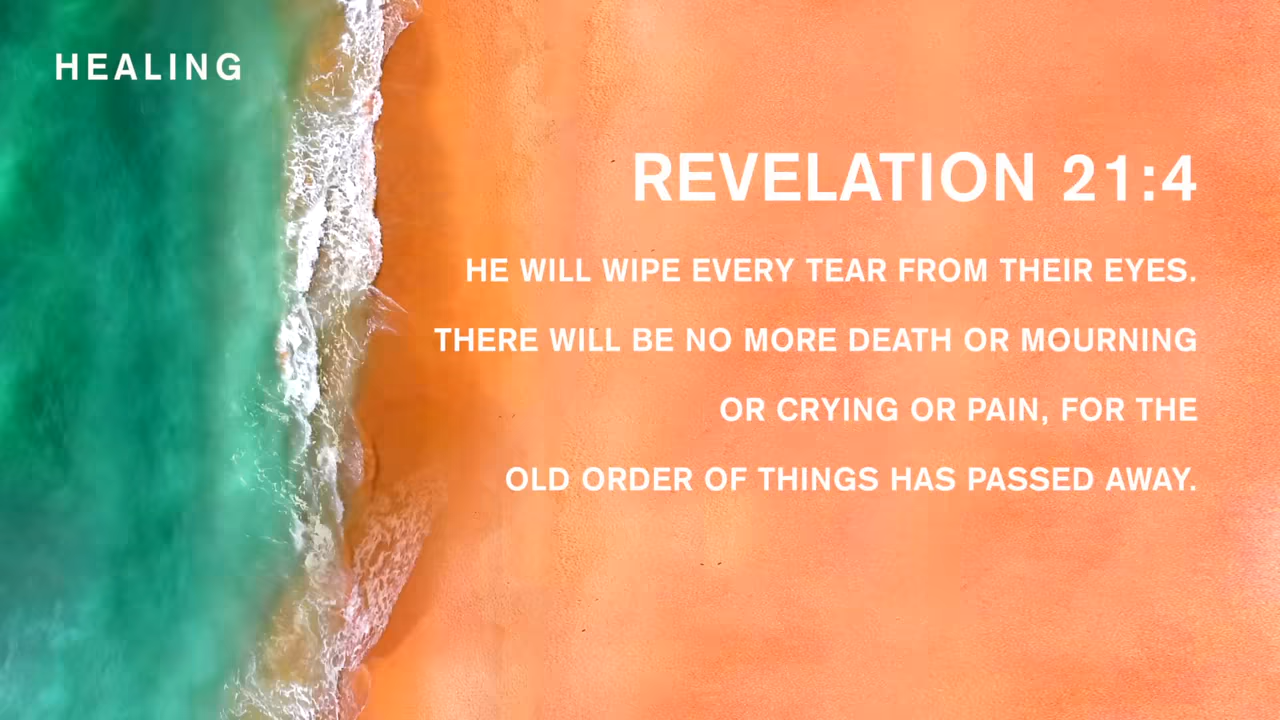 HEALING
REVELATION 21:4
HE WILL WIPE EVERY TEAR FROM THEIR EYES.
THERE WILL BE NO MORE DEATH OR MOURNING
OR CRYING OR PAIN, FOR THE
OLD ORDER OF THINGS HAS PASSED AWAY.